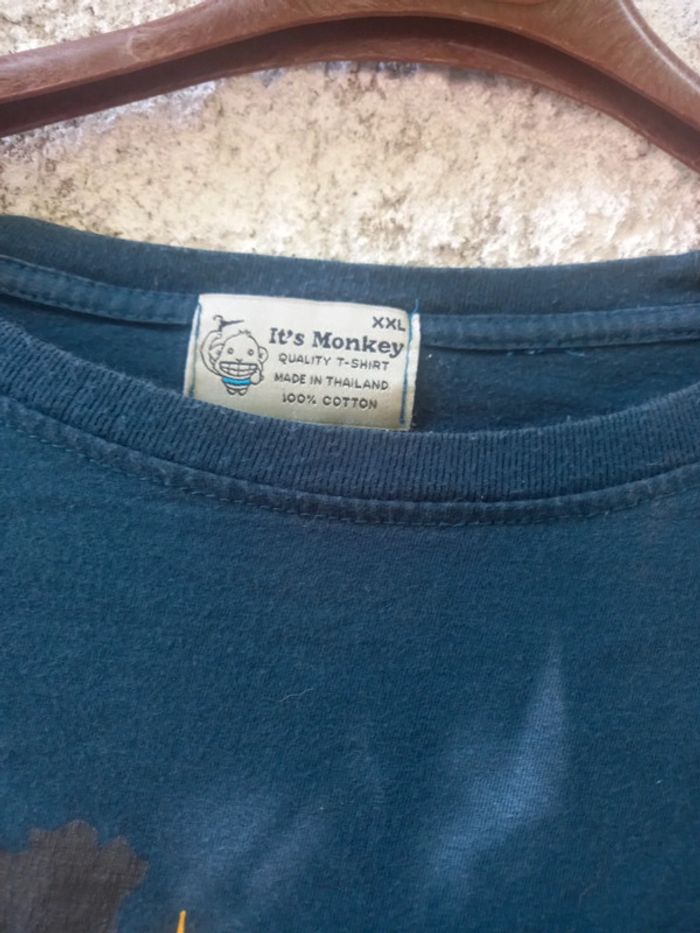 XXL
It's Monkey
QUALITY T-SHIRT
MADE IN THAILAND
100% COTTON